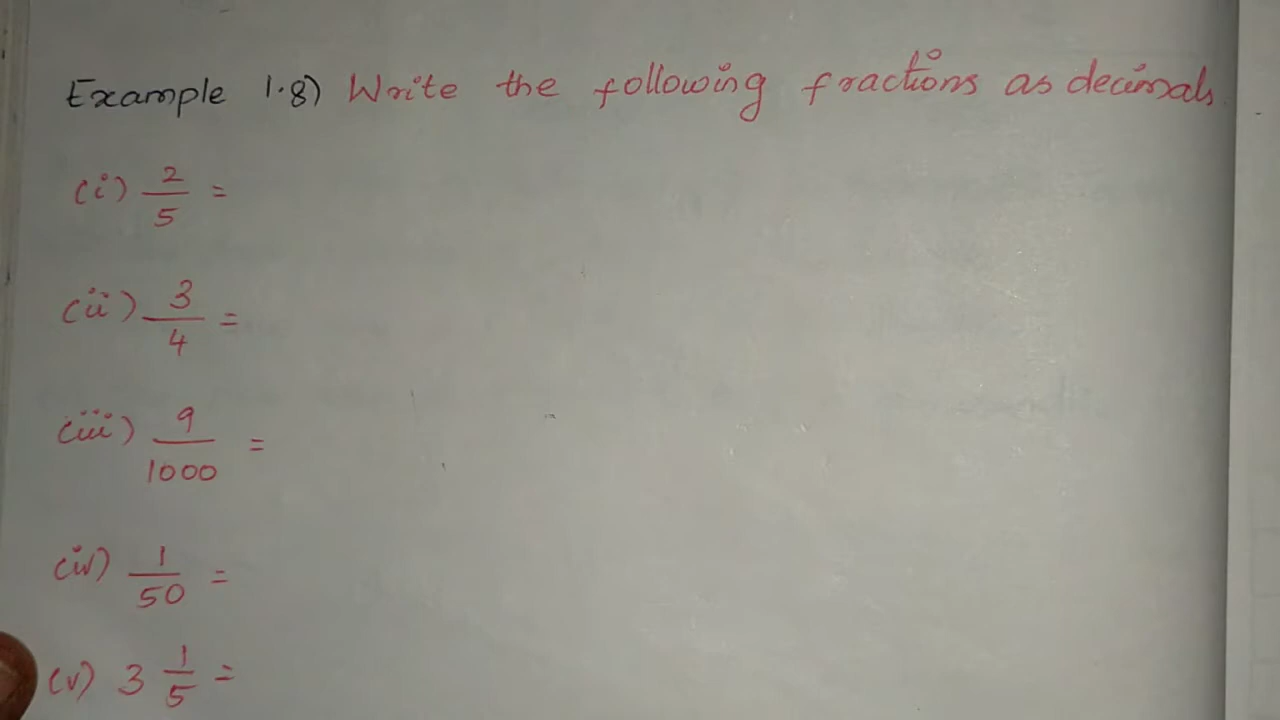 Example 1.8) Write the following fractions as decimals
(i) 2/5 =
(ii) 3/4 =
(iii) 9/1000 =
(iv) 1/50 =
(v) 3 1/5 =